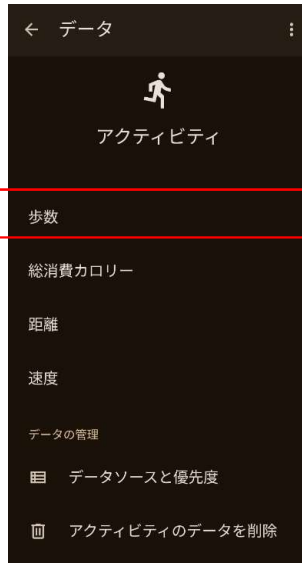 データ
アクティビティ
歩数
総消費カロリー
距離
速度
データの管理
データソースと優先度
アクティビティのデータを削除